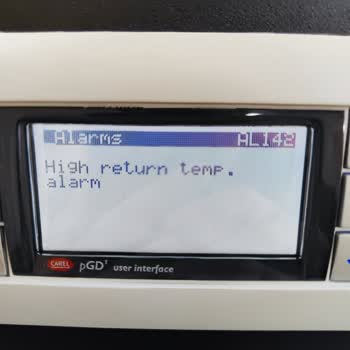 Alarms AL142
High return temp.
alarm
CAREL pGD¹ user interface